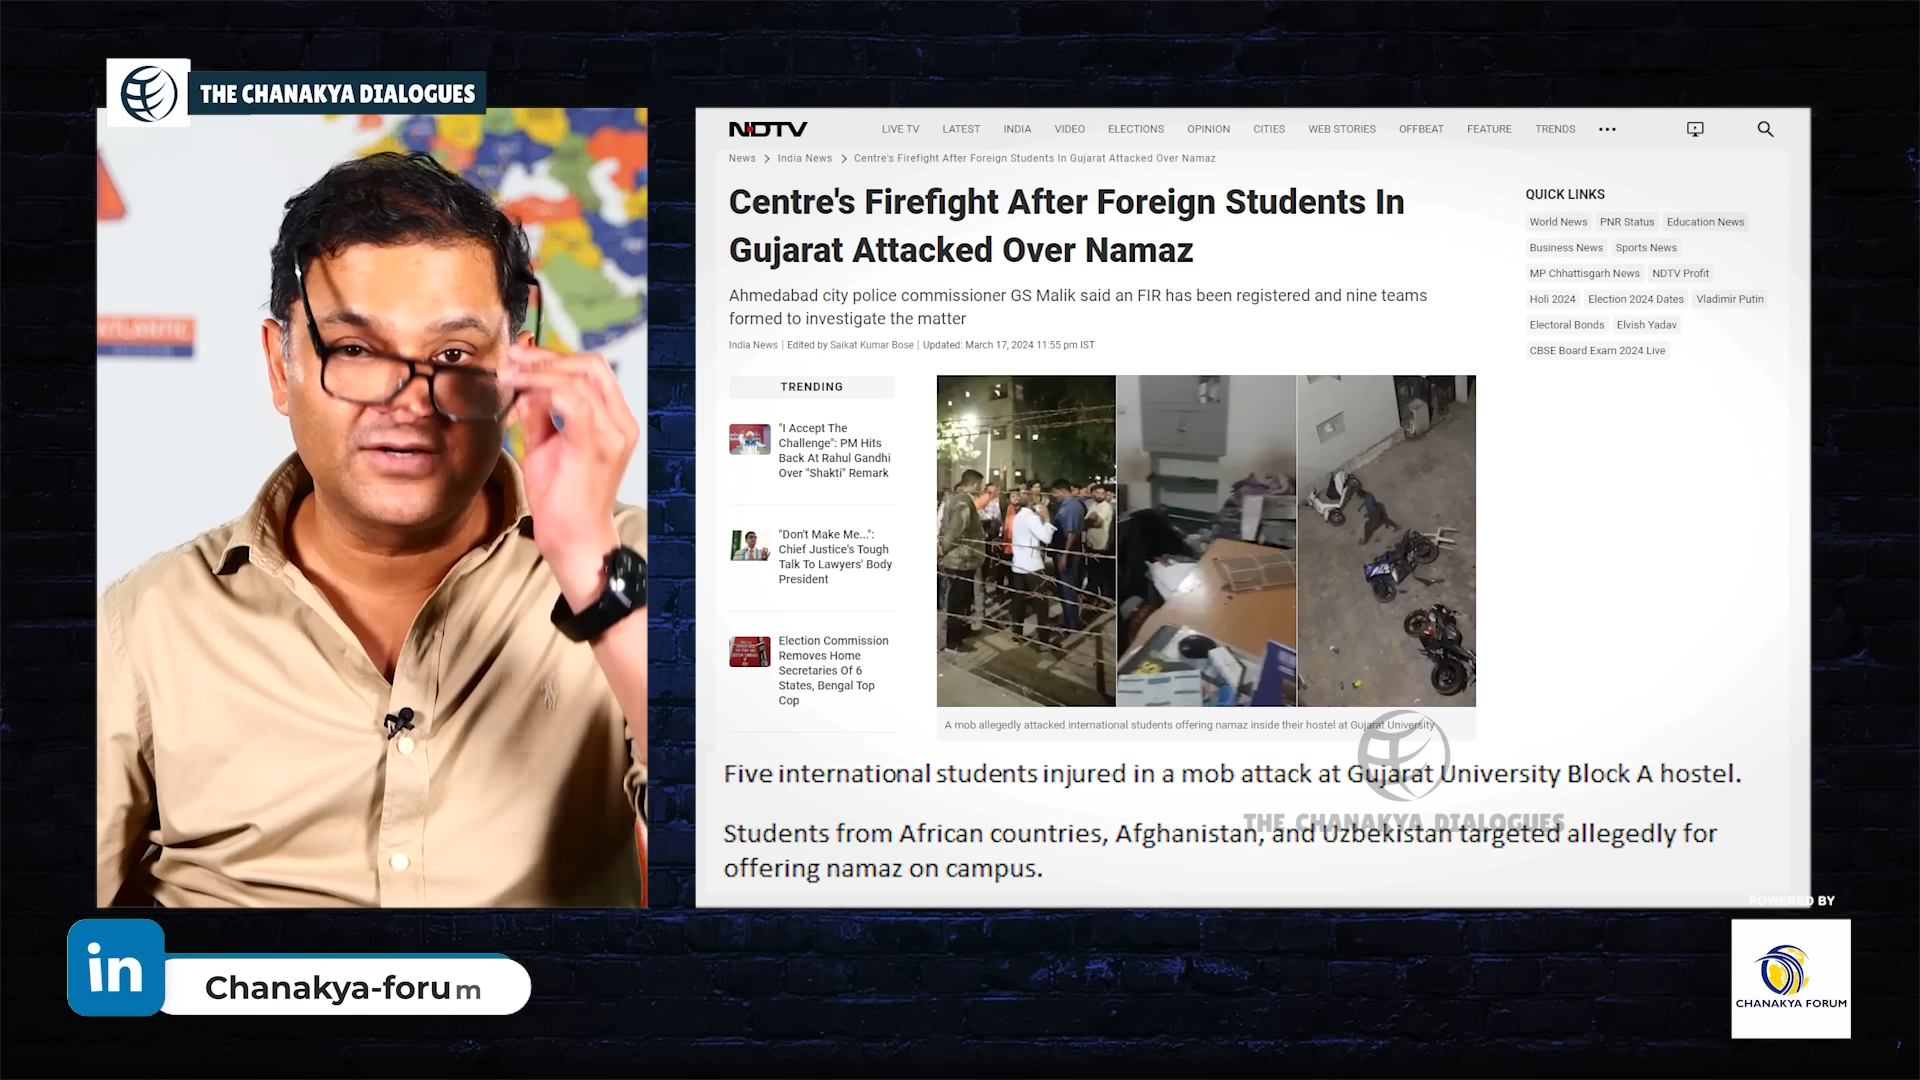 THE CHANAKYA DIALOGUES
NDTV
LIVE TV LATEST INDIA VIDEO ELECTIONS OPINION CITIES WEB STORIES OFFBEAT FEATURE TRENDS
News > India News > Centre's Firefight After Foreign Students In Gujarat Attacked Over Namaz
Centre's Firefight After Foreign Students In
Gujarat Attacked Over Namaz
Ahmedabad city police commissioner GS Malik said an FIR has been registered and nine teams
formed to investigate the matter
India News | Edited by Saikat Kumar Bose | Updated: March 17, 2024 11:55 pm IST
QUICK LINKS
World News PNR Status Education News
Business News Sports News
MP Chhattisgarh News NDTV Profit
Holi 2024 Election 2024 Dates Vladimir Putin
Electoral Bonds Elvish Yadav
CBSE Board Exam 2024 Live
TRENDING
"I Accept The
Challenge": PM Hits
Back At Rahul Gandhi
Over "Shakti" Remark
"Don't Make Me...":
Chief Justice's Tough
Talk To Lawyers' Body
President
Election Commission
Removes Home
Secretaries Of 6
States, Bengal Top
Cop
A mob allegedly attacked international students offering namaz inside their hostel at Gujarat University
Five international students injured in a mob attack at Gujarat University Block A hostel.
THE CHANAKYA DIALOGUES
Students from African countries, Afghanistan, and Uzbekistan targeted allegedly for
offering namaz on campus.
in
Chanakya-forum
POWERED BY
CHANAKYA FORUM